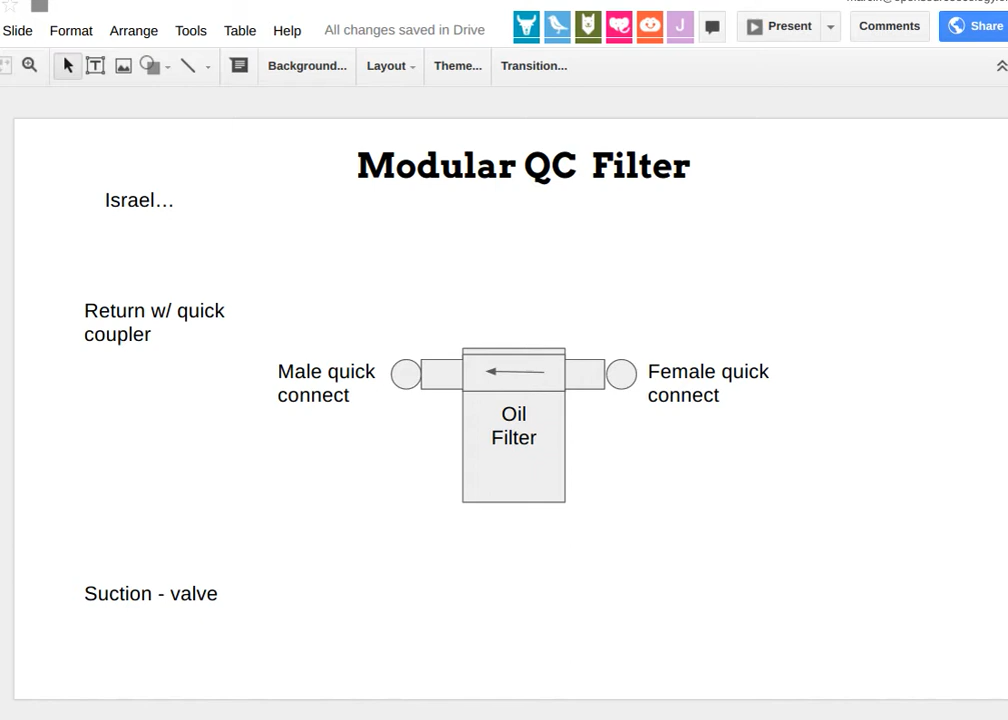 Slide Format Arrange Tools Table Help All changes saved in Drive J Present Comments Share
Background... Layout Theme... Transition...
Modular QC Filter
Israel...
Return w/ quick
coupler
Male quick
connect
Oil
Filter
Female quick
connect
Suction - valve